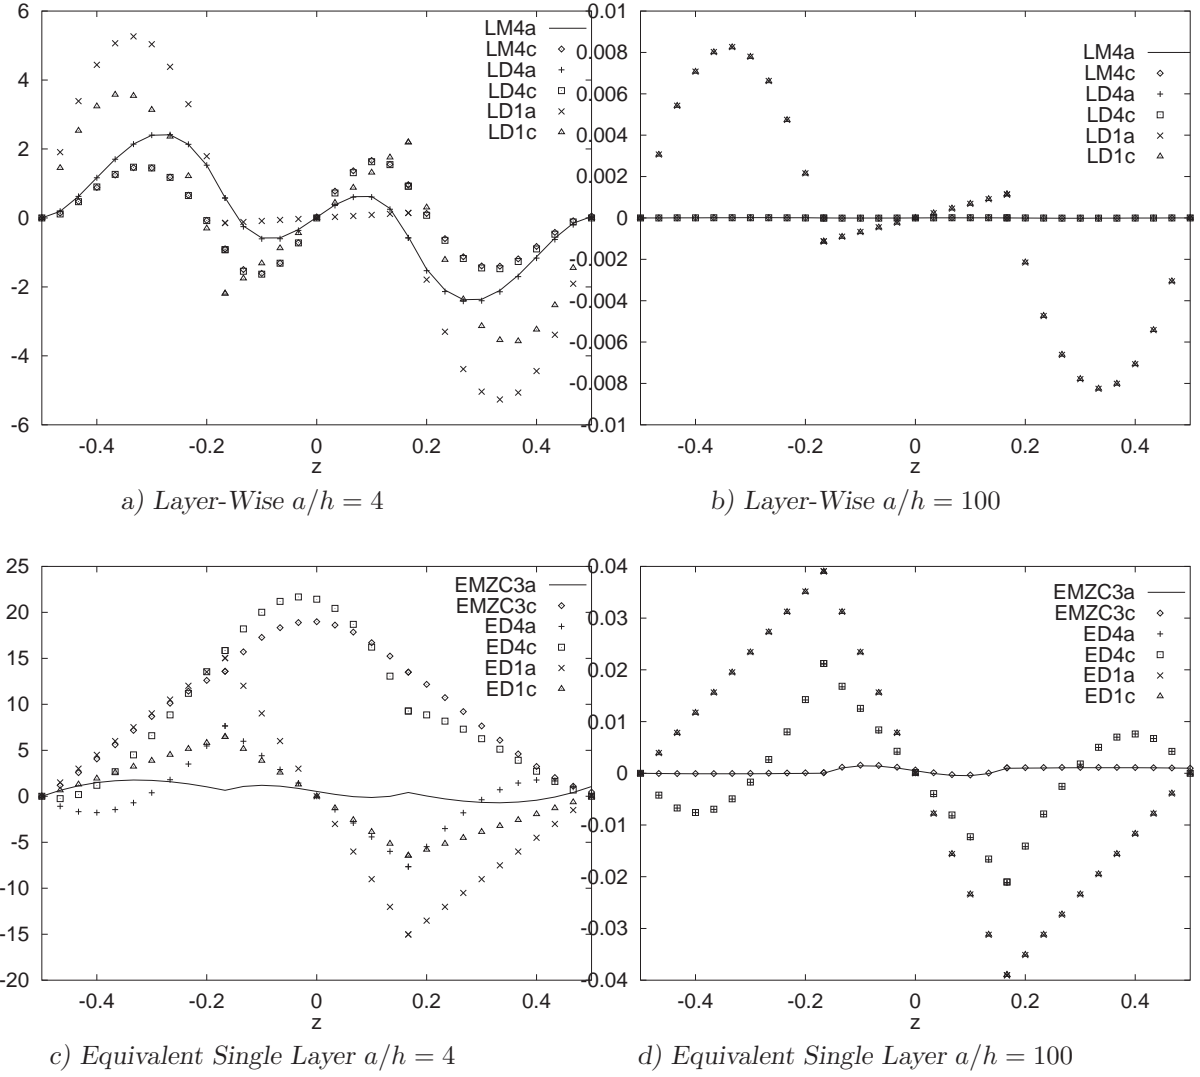 6
4
2
0
-2
-4
-6
-0.4
-0.2
0
0.2
0.4
z
LM4a
LM4c
LD4a
LD4c
LD1a
LD1c
a) Layer-Wise a/h = 4
0.01
0.008
0.006
0.004
0.002
0
-0.002
-0.004
-0.006
-0.008
-0.01
-0.4
-0.2
0
0.2
0.4
z
LM4a
LM4c
LD4a
LD4c
LD1a
LD1c
b) Layer-Wise a/h = 100
25
20
15
10
5
0
-5
-10
-15
-20
-0.4
-0.2
0
0.2
0.4
z
EMZC3a
EMZC3c
ED4a
ED4c
ED1a
ED1c
c) Equivalent Single Layer a/h = 4
0.04
0.03
0.02
0.01
0
-0.01
-0.02
-0.03
-0.04
-0.4
-0.2
0
0.2
0.4
z
EMZC3a
EMZC3c
ED4a
ED4c
ED1a
ED1c
d) Equivalent Single Layer a/h = 100